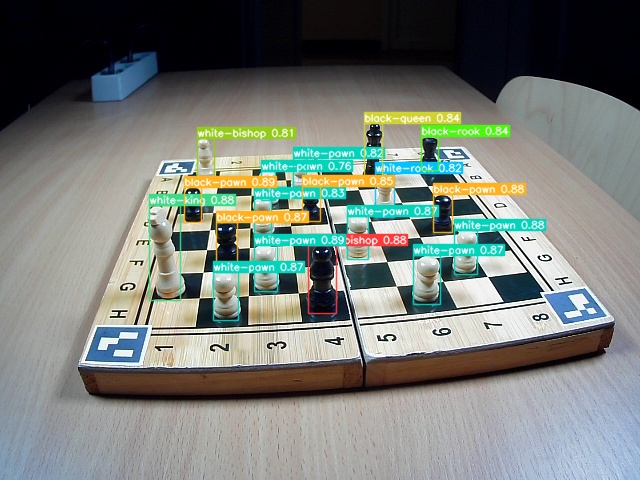 black-queen 0.84
white-bishop 0.81
black-rook 0.84
white-pawn 0.82
white-pawn 0.76
white-rook 0.82
black-pawn 0.89
black-pawn 0.85
black-pawn 0.88
white-king 0.88
white-pawn 0.83
white-pawn 0.87
black-pawn 0.87
white-pawn 0.88
white-pawn 0.89
bishop 0.88
white-pawn 0.87
white-pawn 0.87
D
E
F
F
G
G
H
H
1 2 3 4 5 6 7 8